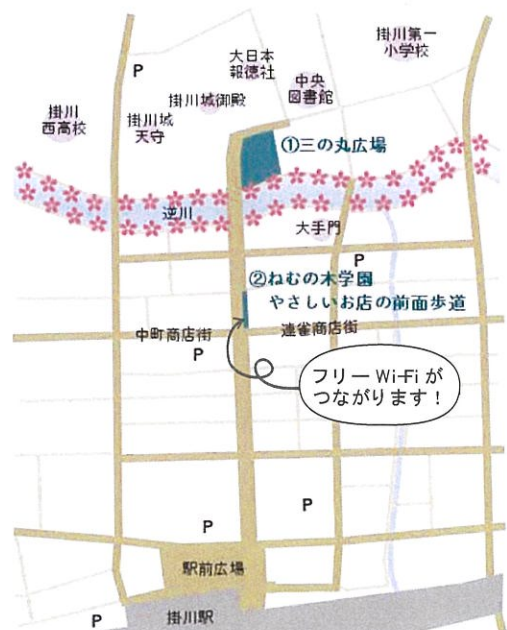 掛川第一
小学校
P
大日本
報徳社
中央
図書館
掛川城御殿
掛川
西高校
掛川城
天守
①三の丸広場
逆川
大手門
P
②ねむの木学園
やさしいお店の前面歩道
中町商店街
連雀商店街
P
フリー Wi-Fi が
つながります！
P
P
駅前広場
P
掛川駅